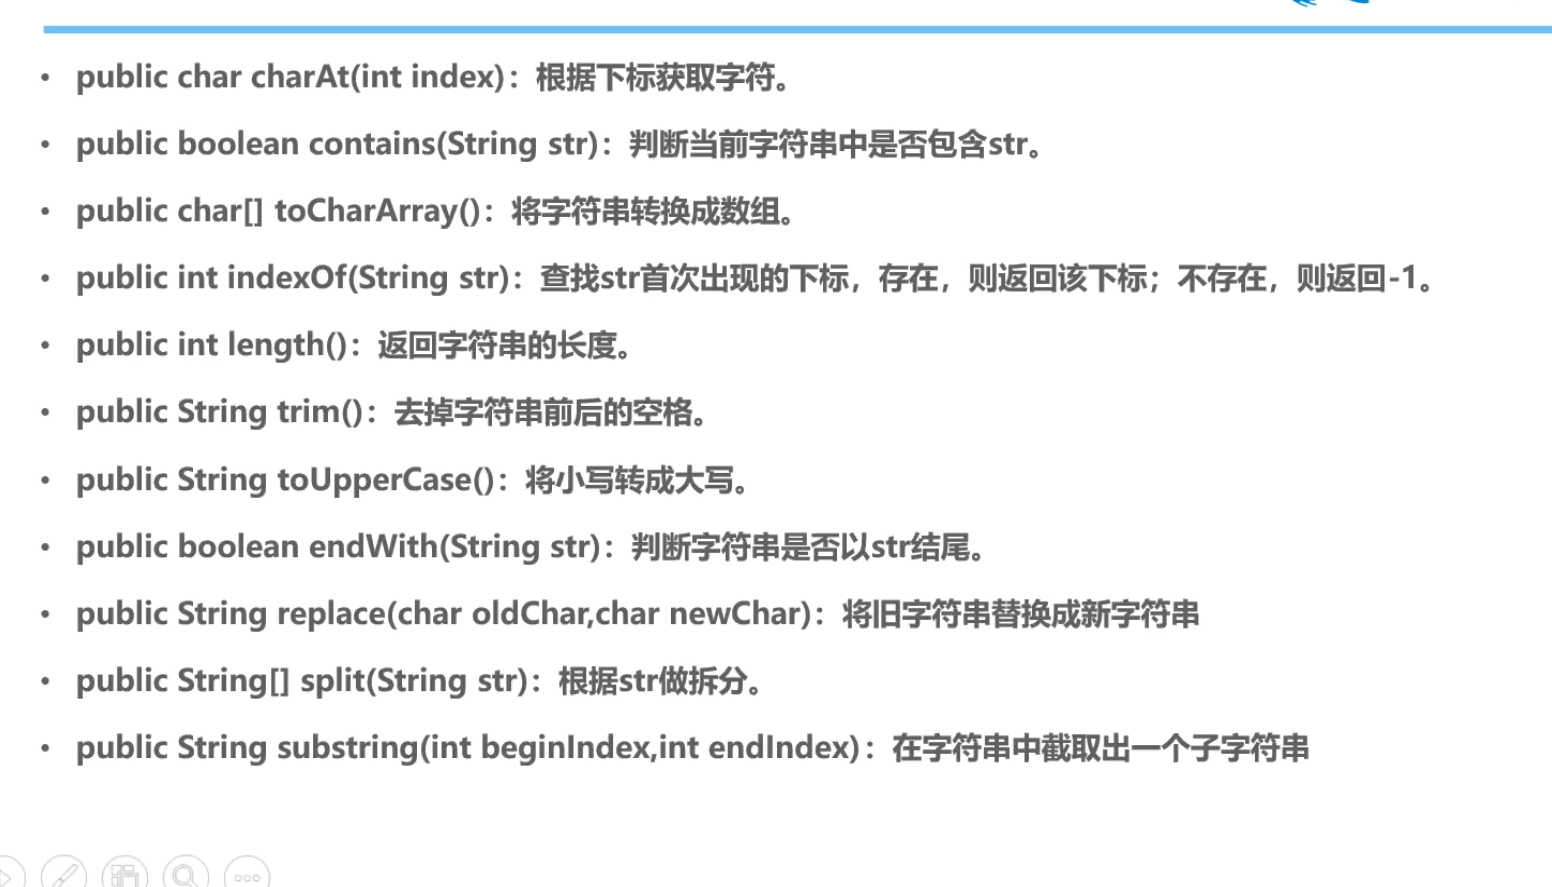 • public char charAt(int index)：根据下标获取字符。
• public boolean contains(String str)：判断当前字符串中是否包含str。
• public char[] toCharArray()：将字符串转换成数组。
• public int indexOf(String str)：查找str首次出现的下标，存在，则返回该下标；不存在，则返回-1。
• public int length()：返回字符串的长度。
• public String trim()：去掉字符串前后的空格。
• public String toUpperCase()：将小写转成大写。
• public boolean endWith(String str)：判断字符串是否以str结尾。
• public String replace(char oldChar,char newChar)：将旧字符串替换成新字符串
• public String[] split(String str)：根据str做拆分。
• public String substring(int beginIndex,int endIndex)：在字符串中截取出一个子字符串